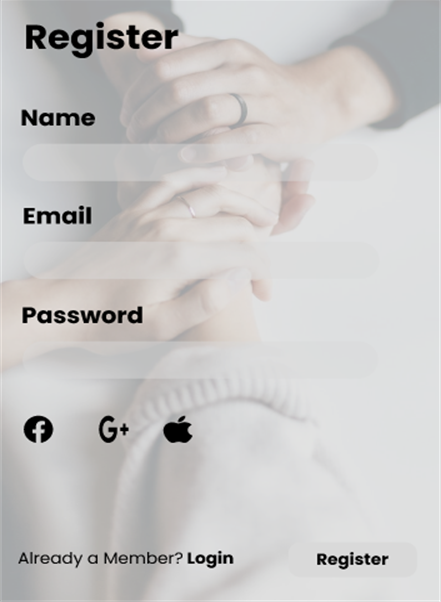 Register
Name
Email
Password
G+
Already a Member? Login
Register